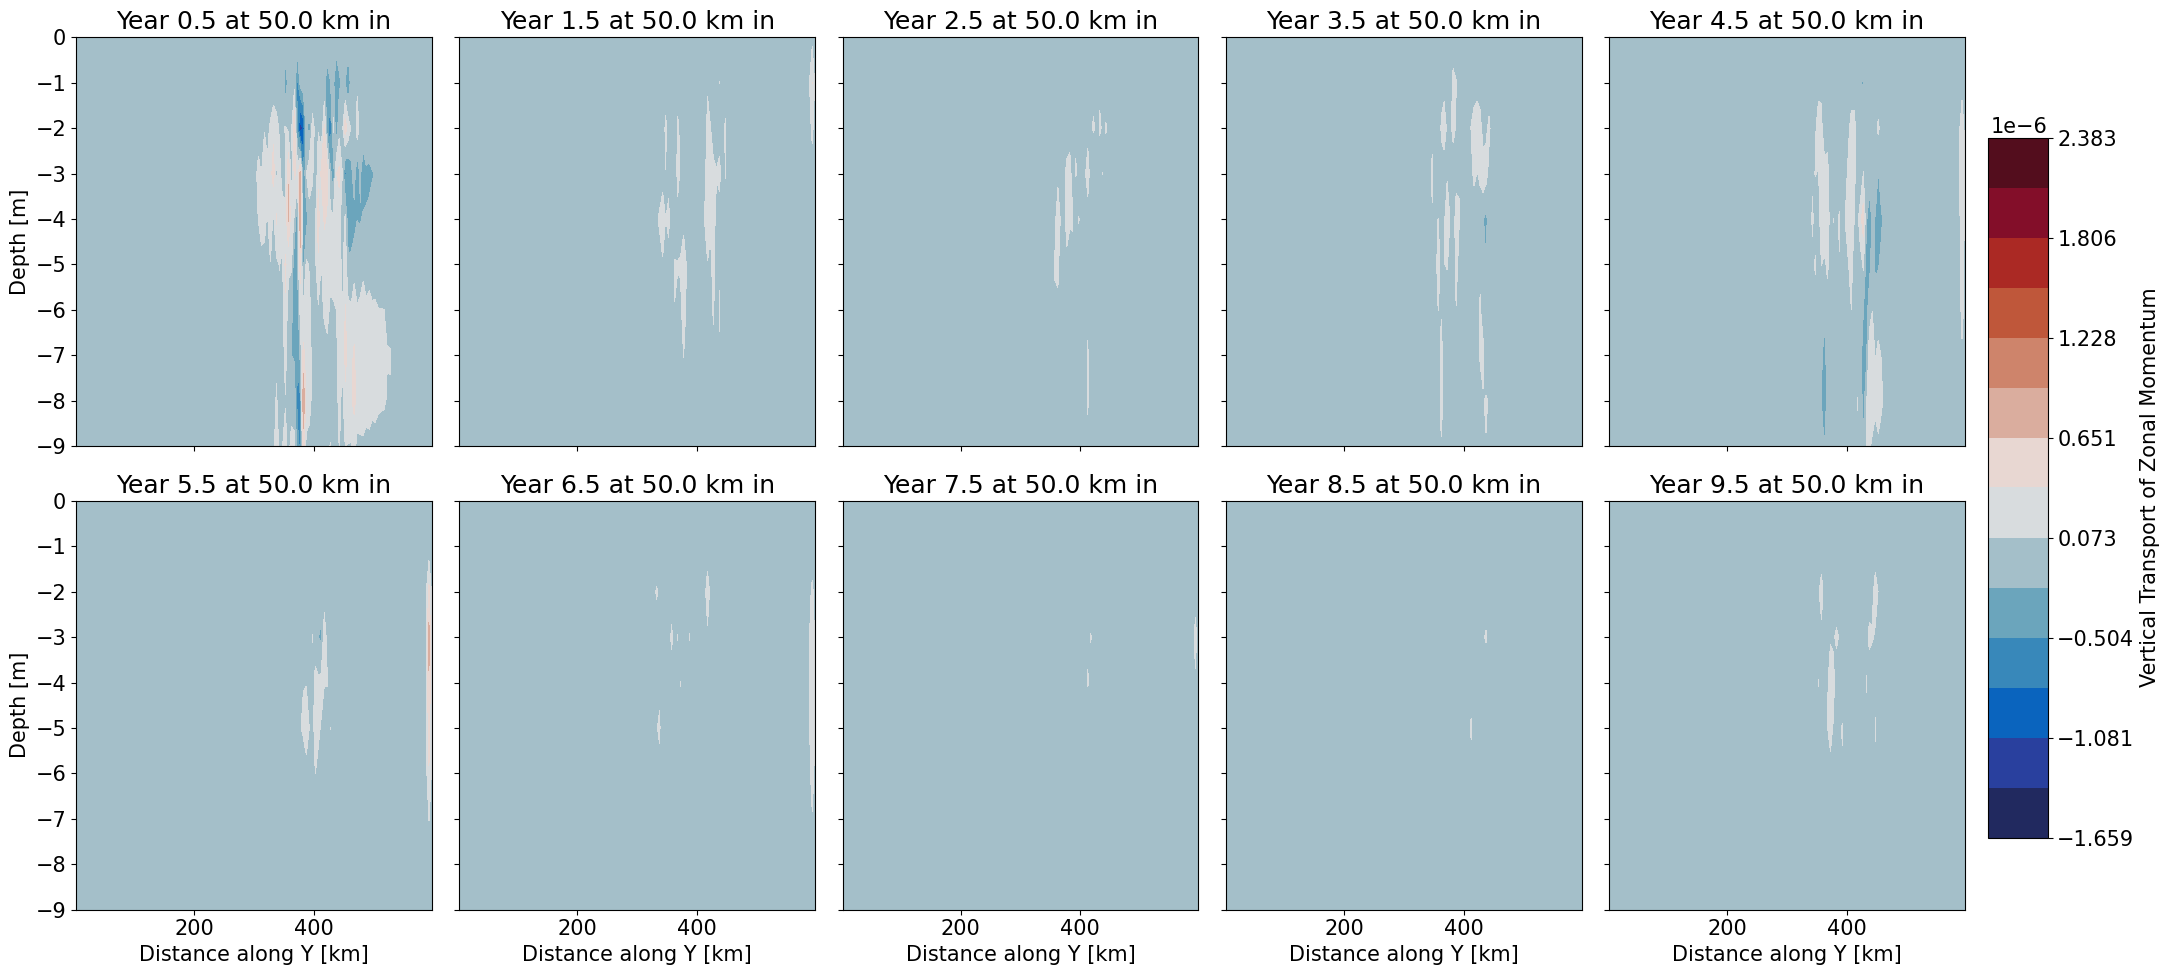 Year 0.5 at 50.0 km in
Year 1.5 at 50.0 km in
Year 2.5 at 50.0 km in
Year 3.5 at 50.0 km in
Year 4.5 at 50.0 km in
0
−1
−2
−3
−4
−5
−6
−7
−8
−9
Depth [m]
200
400
200
400
200
400
200
400
200
400
Year 5.5 at 50.0 km in
Year 6.5 at 50.0 km in
Year 7.5 at 50.0 km in
Year 8.5 at 50.0 km in
Year 9.5 at 50.0 km in
0
−1
−2
−3
−4
−5
−6
−7
−8
−9
Depth [m]
Distance along Y [km]
Distance along Y [km]
Distance along Y [km]
Distance along Y [km]
Distance along Y [km]
1e−6
2.383
1.806
1.228
0.651
0.073
−0.504
−1.081
−1.659
Vertical Transport of Zonal Momentum